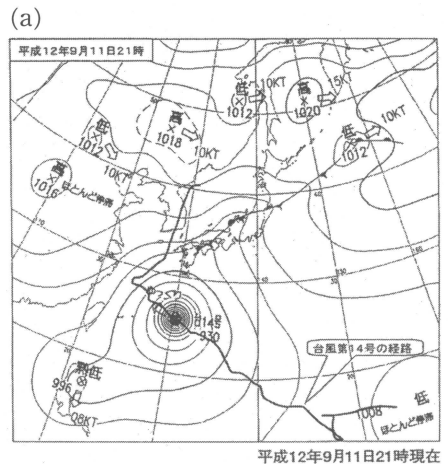 (a)
平成12年9月11日21時
低
1012
10KT
高
1020
15KT
低
1012
10KT
高
1018
10KT
低
1012
10KT
高
1016
ほとんど停滞
930
台風第14号の経路
低
996
08KT
1008
低
ほとんど停滞
平成12年9月11日21時現在